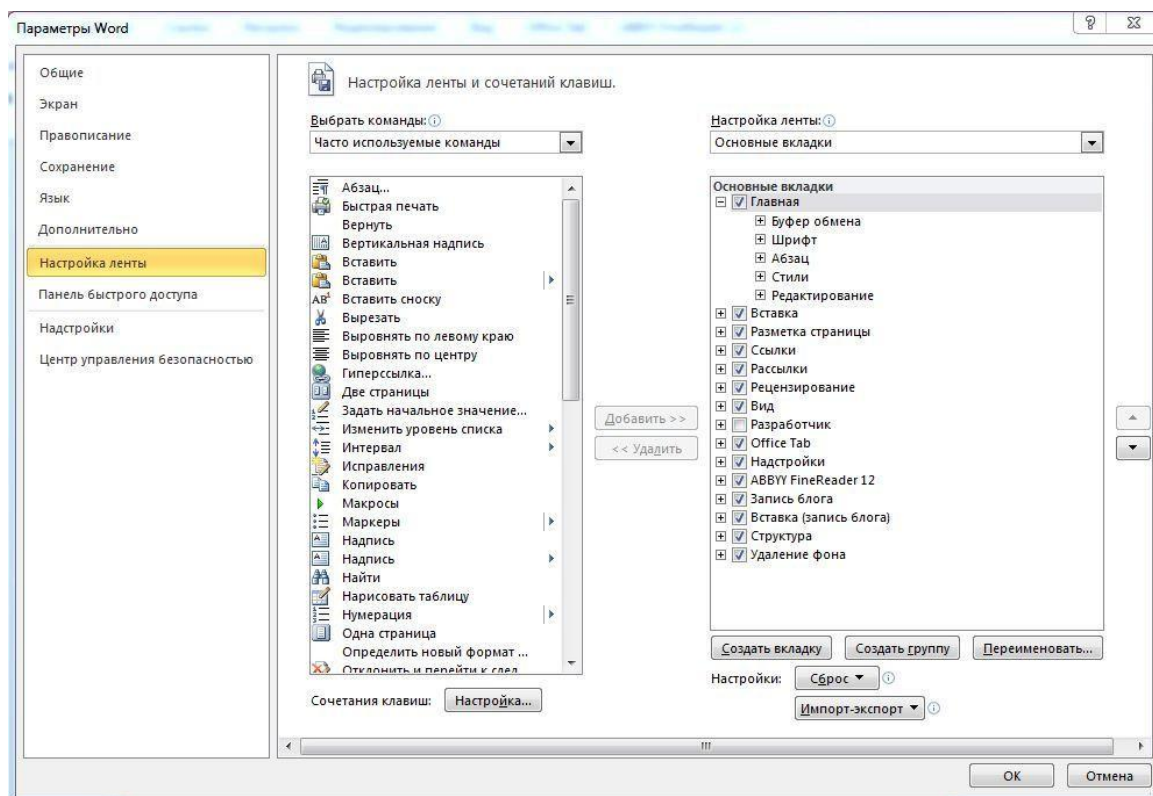 Параметры Word
Общие
Экран
Правописание
Сохранение
Язык
Дополнительно
Настройка ленты
Панель быстрого доступа
Надстройки
Центр управления безопасностью
Настройка ленты и сочетаний клавиш.
Выбрать команды:
Часто используемые команды
Абзац...
Быстрая печать
Вернуть
Вертикальная надпись
Вставить
Вставить
Вставить сноску
Вырезать
Выровнять по левому краю
Выровнять по центру
Гиперссылка...
Две страницы
Задать начальное значение...
Изменить уровень списка
Интервал
Исправления
Копировать
Макросы
Маркеры
Надпись
Надпись
Найти
Нарисовать таблицу
Нумерация
Одна страница
Определить новый формат ...
Отклонить и перейти к след
Сочетания клавиш: Настройка...
Добавить >>
<< Удалить
Настройка ленты:
Основные вкладки
Основные вкладки
Главная
Буфер обмена
Шрифт
Абзац
Стили
Редактирование
Вставка
Разметка страницы
Ссылки
Рассылки
Рецензирование
Вид
Разработчик
Office Tab
Надстройки
ABBYY FineReader 12
Запись блога
Вставка (запись блога)
Структура
Удаление фона
Создать вкладку Создать группу Переименовать...
Настройки: Сброс
Импорт-экспорт
ОК Отмена